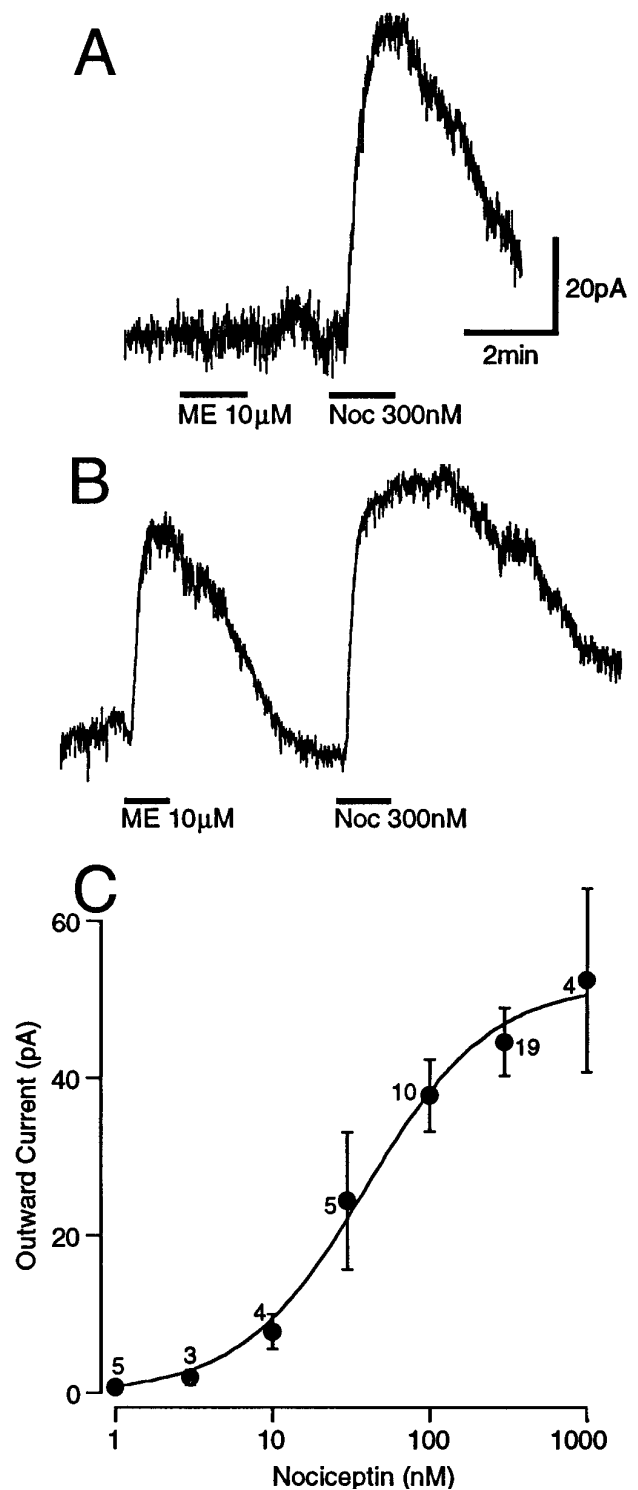 A
20pA
2min
ME 10μM
Noc 300nM
B
ME 10μM
Noc 300nM
C
60
40
20
0
Outward Current (pA)
5
3
4
5
10
19
4
1
10
100
1000
Nociceptin (nM)